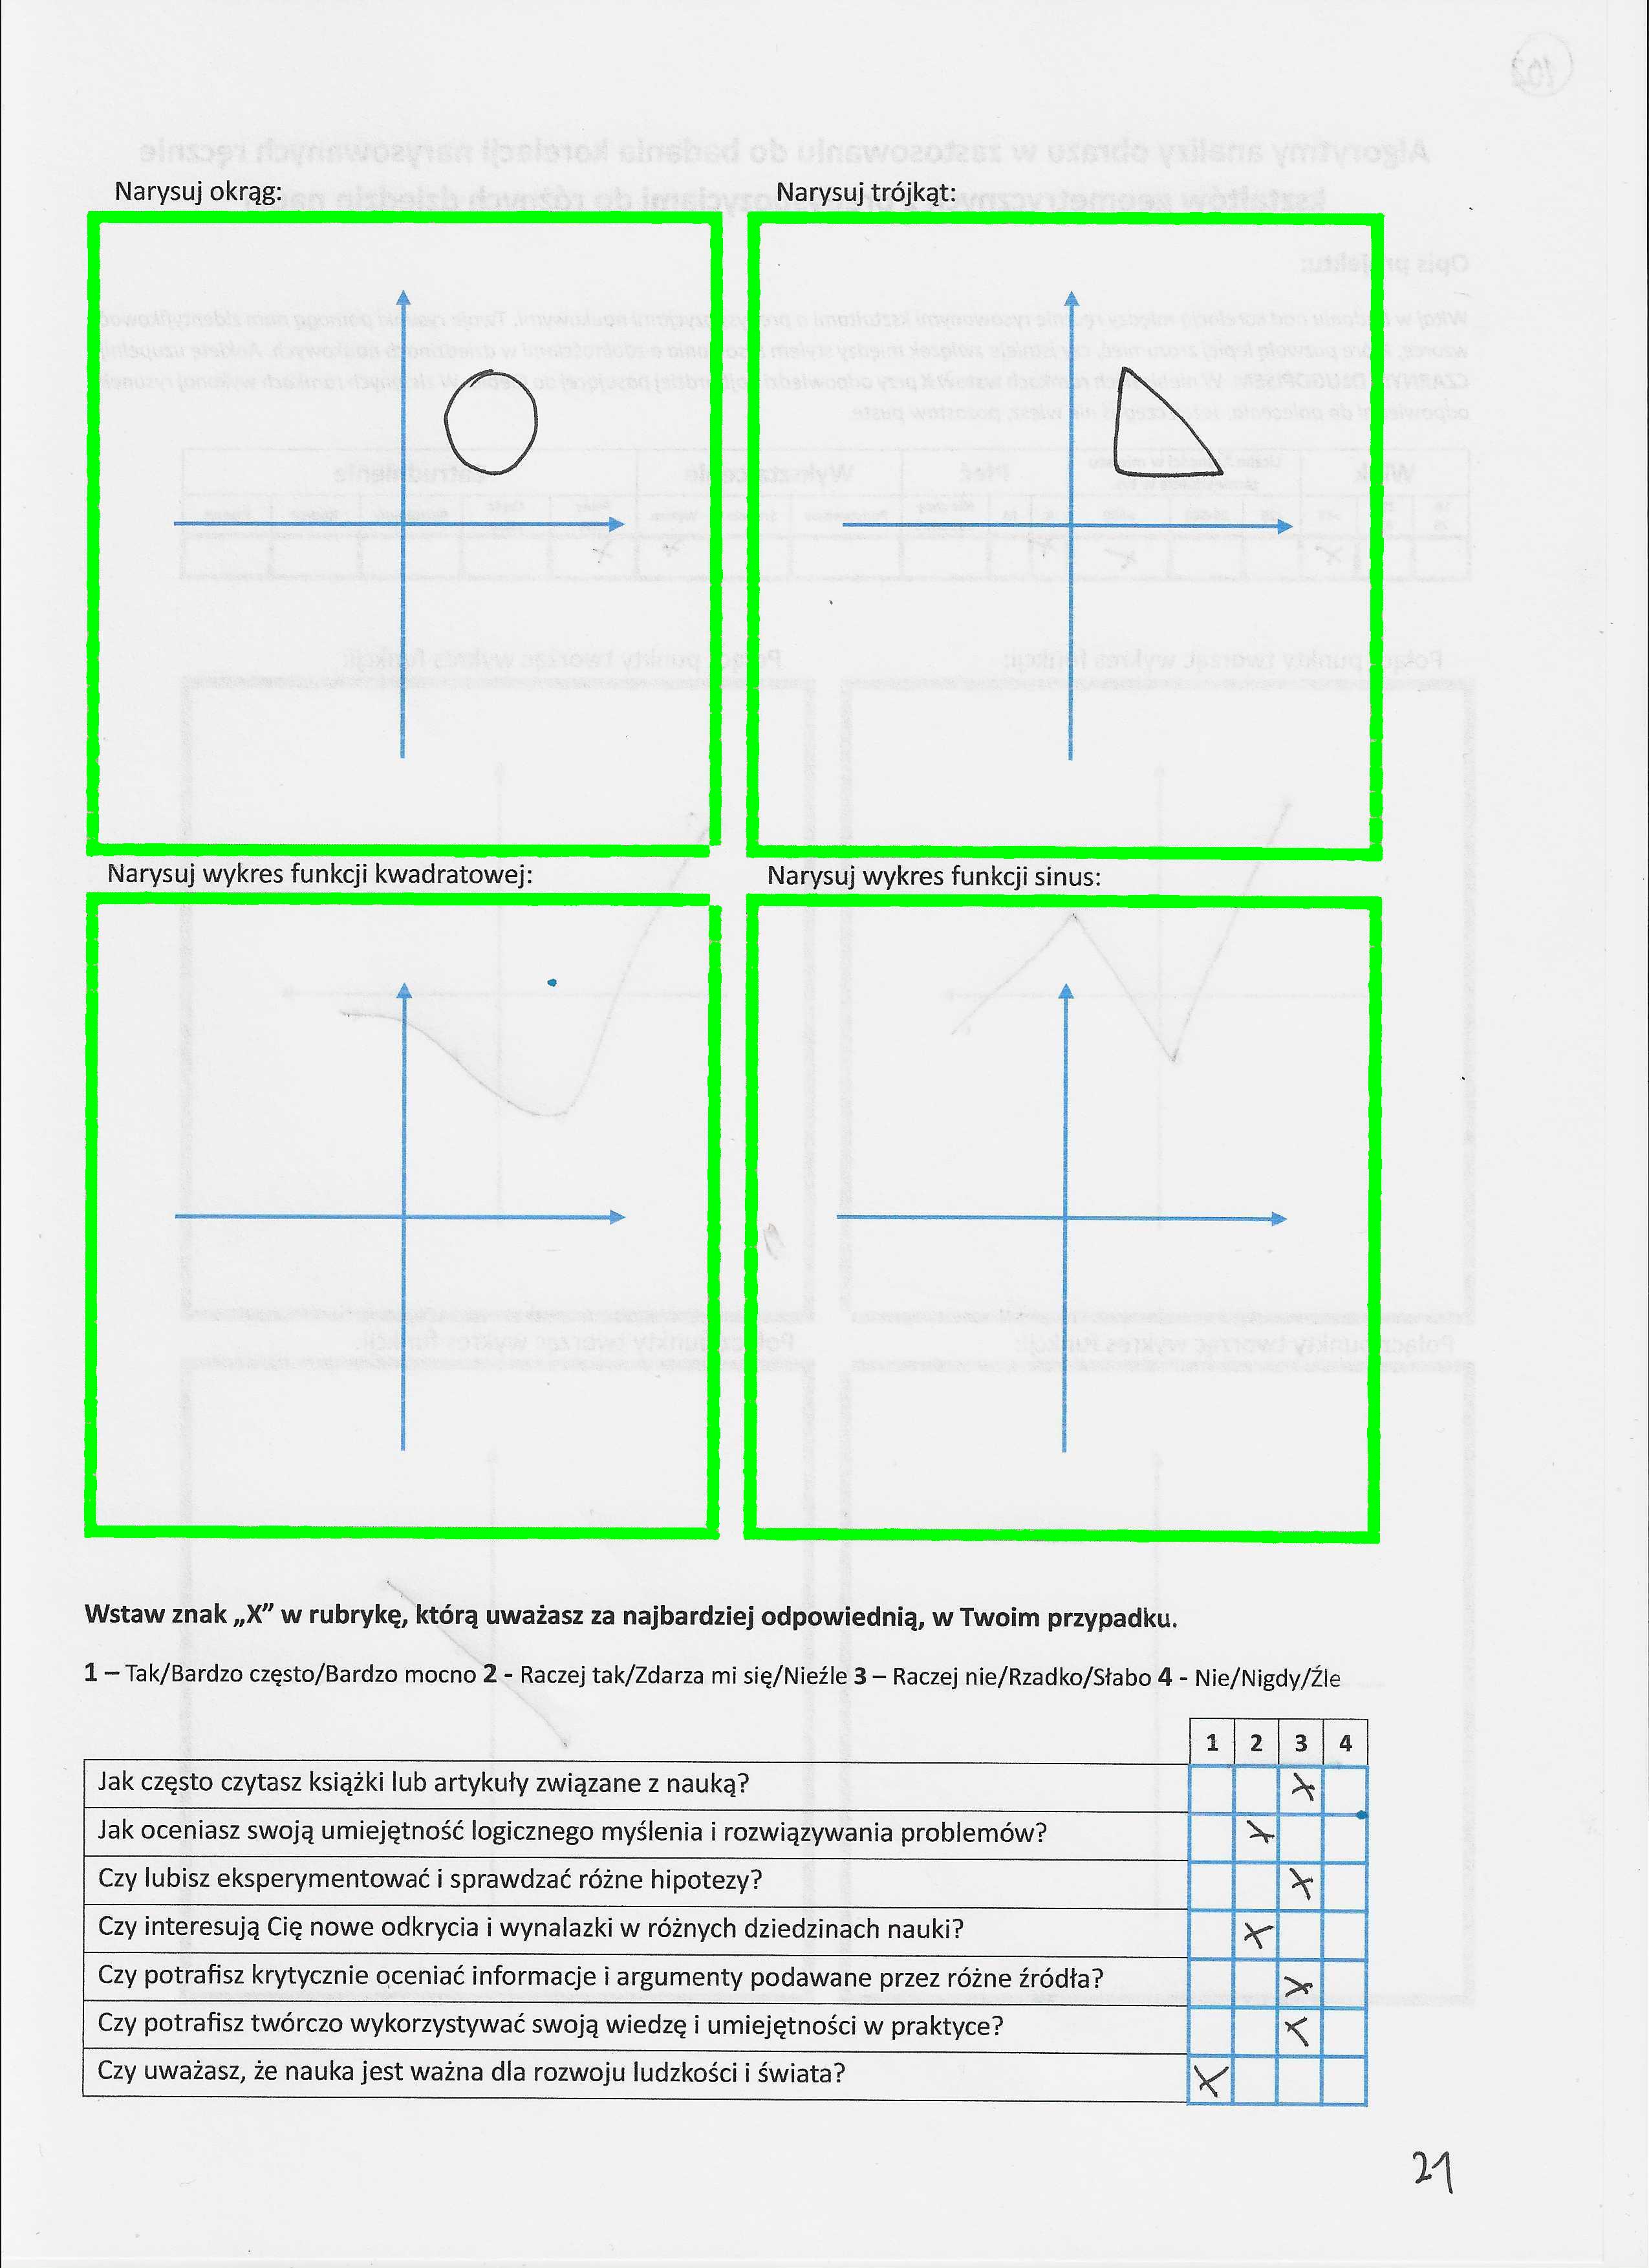 Narysuj okrąg:
Narysuj trójkąt:
Narysuj wykres funkcji kwadratowej:
Narysuj wykres funkcji sinus:
Wstaw znak „X” w rubrykę, którą uważasz za najbardziej odpowiednią, w Twoim przypadku.
1 – Tak/Bardzo często/Bardzo mocno 2 - Raczej tak/Zdarza mi się/Nieźle 3 – Raczej nie/Rzadko/Słabo 4 - Nie/Nigdy/Źle
1 2 3 4
Jak często czytasz książki lub artykuły związane z nauką? X
Jak oceniasz swoją umiejętność logicznego myślenia i rozwiązywania problemów? X
Czy lubisz eksperymentować i sprawdzać różne hipotezy? X
Czy interesują Cię nowe odkrycia i wynalazki w różnych dziedzinach nauki? X
Czy potrafisz krytycznie oceniać informacje i argumenty podawane przez różne źródła? X
Czy potrafisz twórczo wykorzystywać swoją wiedzę i umiejętności w praktyce? X
Czy uważasz, że nauka jest ważna dla rozwoju ludzkości i świata? X
21